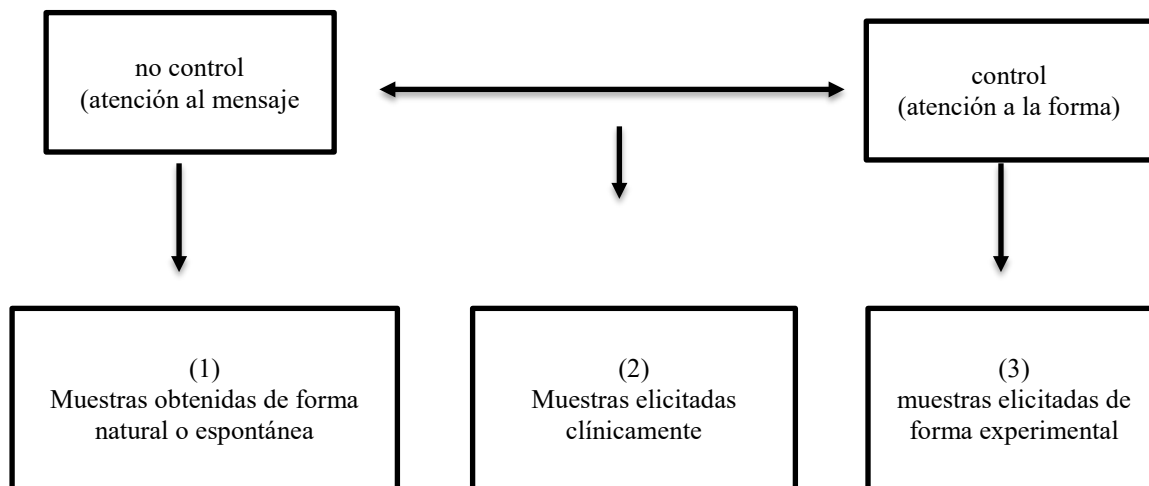 no control
(atención al mensaje
control
(atención a la forma)
(1)
Muestras obtenidas de forma
natural o espontánea
(2)
Muestras elicitadas
clínicamente
(3)
muestras elicitadas de
forma experimental